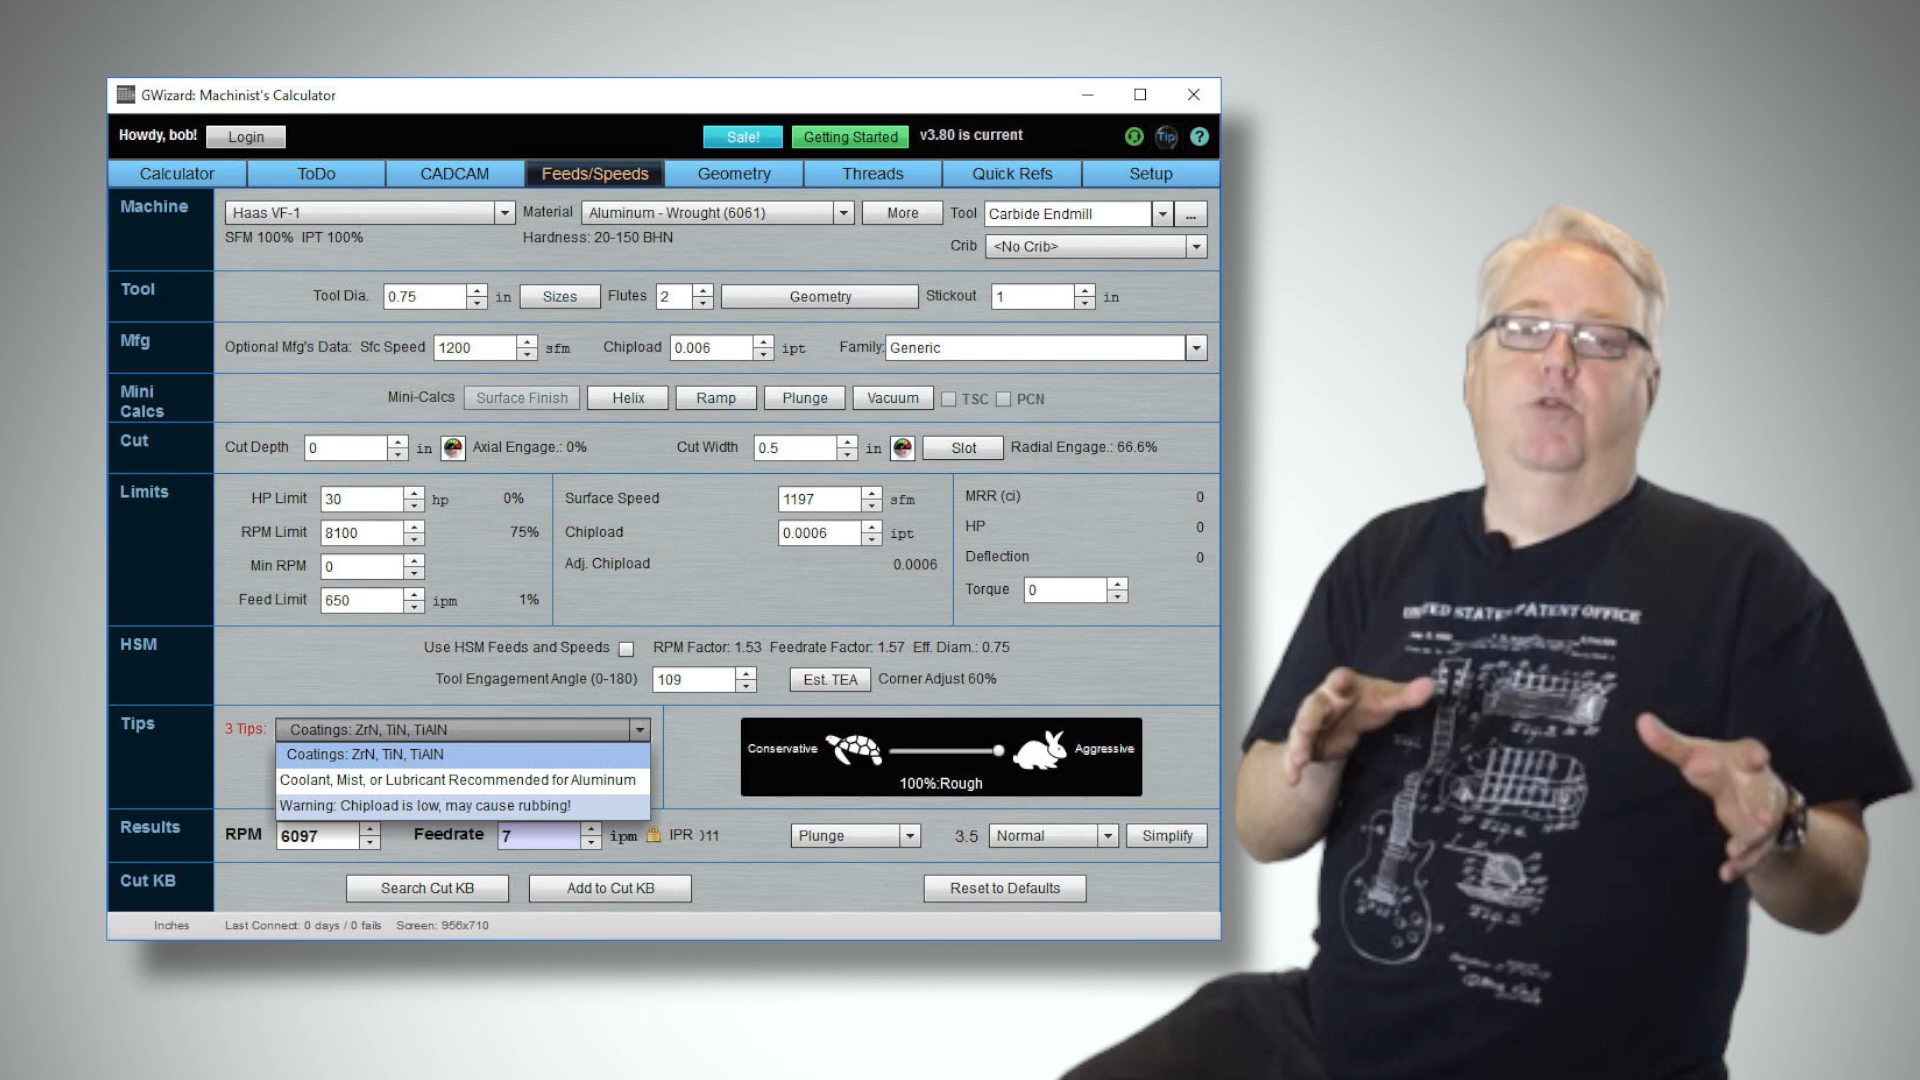 GWizard: Machinist's Calculator
Howdy, bob! Login Sale! Getting Started v3.80 is current Tip ?
Calculator ToDo CADCAM Feeds/Speeds Geometry Threads Quick Refs Setup
Machine Haas VF-1 Material Aluminum - Wrought (6061) More Tool Carbide Endmill ...
SFM 100% IPT 100% Hardness: 20-150 BHN Crib <No Crib>
Tool Tool Dia. 0.75 in Sizes Flutes 2 Geometry Stickout 1 in
Mfg Optional Mfg's Data: Sfc Speed 1200 sfm Chipload 0.006 ipt Family: Generic
Mini Calcs Mini-Calcs Surface Finish Helix Ramp Plunge Vacuum TSC PCN
Cut Cut Depth 0 in Axial Engage.: 0% Cut Width 0.5 in Slot Radial Engage.: 66.6%
Limits HP Limit 30 hp 0% Surface Speed 1197 sfm MRR (ci) 0
RPM Limit 8100 75% Chipload 0.0006 ipt HP 0
Min RPM 0 Adj. Chipload 0.0006 Deflection 0
Feed Limit 650 ipm 1% Torque 0
HSM Use HSM Feeds and Speeds RPM Factor: 1.53 Feedrate Factor: 1.57 Eff. Diam.: 0.75
Tool Engagement Angle (0-180) 109 Est. TEA Corner Adjust 60%
Tips 3 Tips: Coatings: ZrN, TiN, TiAlN
Coatings: ZrN, TiN, TiAlN Conservative Aggressive
Coolant, Mist, or Lubricant Recommended for Aluminum 100%:Rough
Warning: Chipload is low, may cause rubbing!
Results RPM 6097 Feedrate 7 ipm IPR )11 Plunge 3.5 Normal Simplify
Cut KB Search Cut KB Add to Cut KB Reset to Defaults
Inches Last Connect: 0 days / 0 fails Screen: 956x710
UNITED STATES PATENT OFFICE